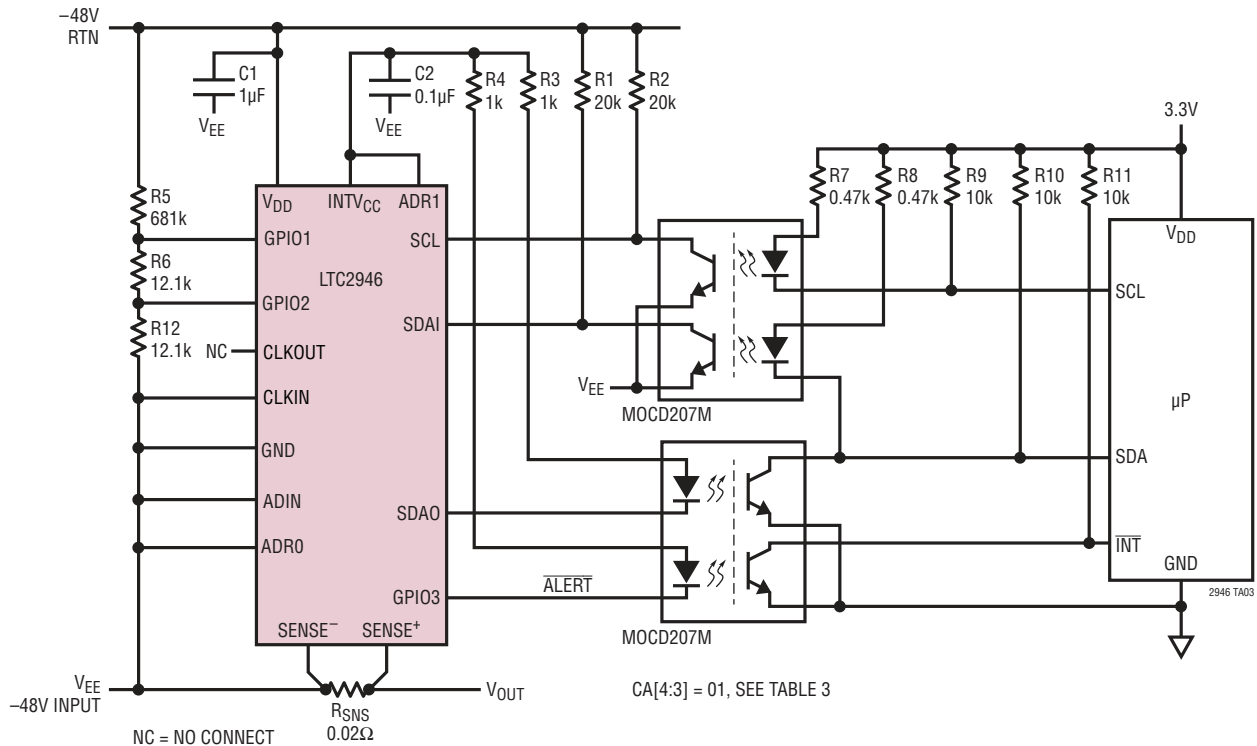 –48V
RTN
C1
1µF
VEE
C2
0.1µF
VEE
R4
1k
R3
1k
R1
20k
R2
20k
3.3V
R5
681k
R6
12.1k
R12
12.1k
NC
VDD
INTVCC
ADR1
GPIO1
SCL
LTC2946
GPIO2
SDAI
CLKOUT
CLKIN
GND
ADIN
SDAO
ADR0
GPIO3
SENSE–
SENSE+
ALERT
VEE
MOCD207M
MOCD207M
R7
0.47k
R8
0.47k
R9
10k
R10
10k
R11
10k
VDD
SCL
µP
SDA
INT
GND
2946 TA03
VEE
–48V INPUT
RSNS
0.02Ω
VOUT
CA[4:3] = 01, SEE TABLE 3
NC = NO CONNECT